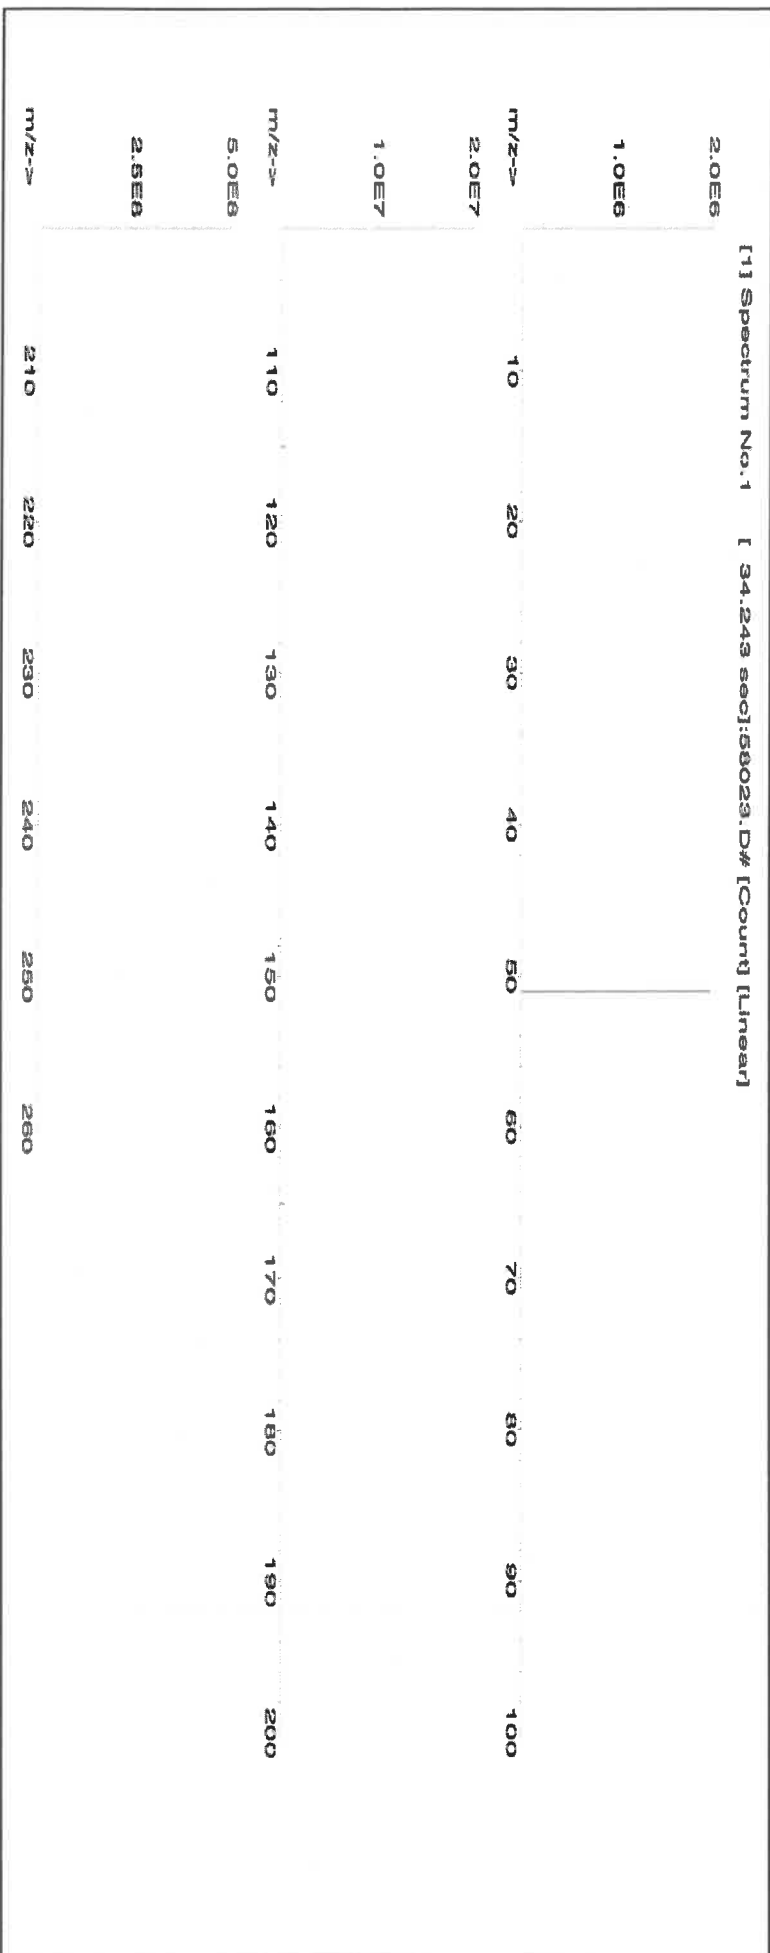 [1] Spectrum No.1 [ 34.243 sec]:58023.D# [Count] [Linear]
2.0E6
1.0E6
m/z-> 10 20 30 40 50 60 70 80 90 100
2.0E7
1.0E7
m/z-> 110 120 130 140 150 160 170 180 190 200
5.0E8
2.5E8
m/z-> 210 220 230 240 250 260